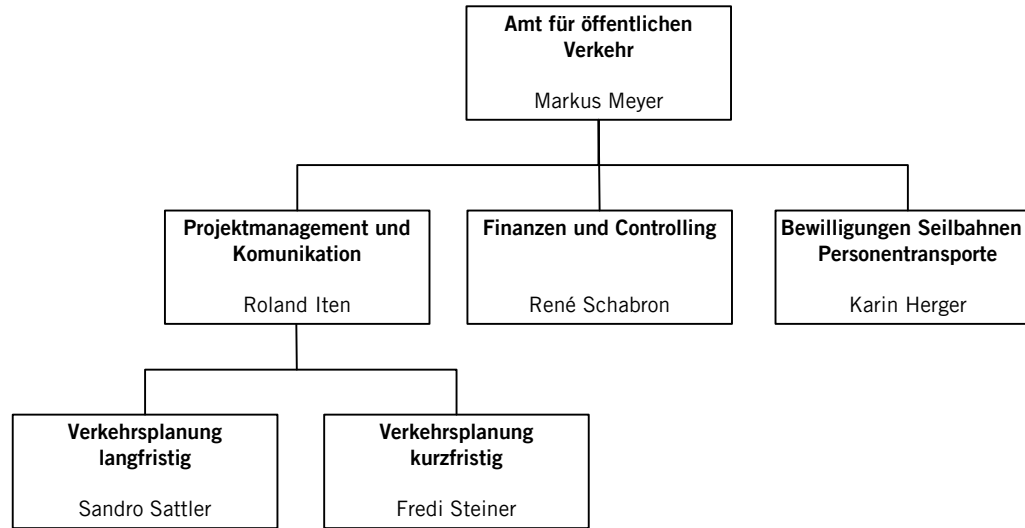 Amt für öffentlichen
Verkehr
Markus Meyer
Projektmanagement und
Komunikation
Roland Iten
Finanzen und Controlling
René Schabron
Bewilligungen Seilbahnen
Personentransporte
Karin Herger
Verkehrsplanung
langfristig
Sandro Sattler
Verkehrsplanung
kurzfristig
Fredi Steiner